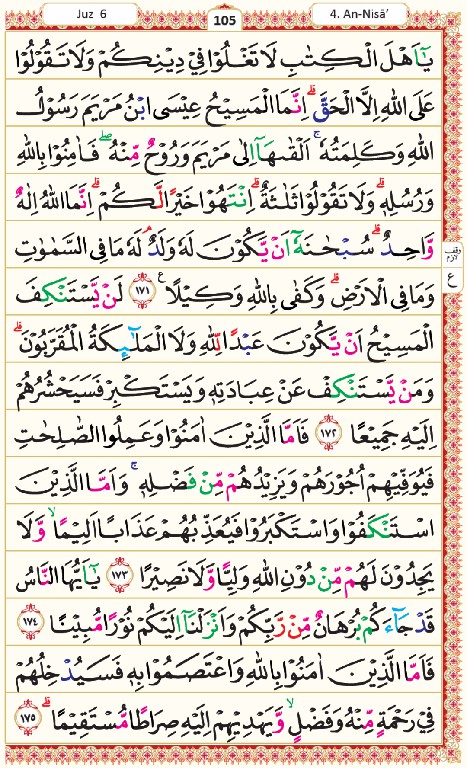 Juz 6
105
4. An-Nisā’
يٰٓاَهْلَ الْكِتٰبِ لَا تَغْلُوْا فِيْ دِيْنِكُمْ وَلَا تَقُوْلُوْا
عَلَى اللّٰهِ اِلَّا الْحَقَّ ۗ اِنَّمَا الْمَسِيْحُ عِيْسَى ابْنُ مَرْيَمَ رَسُوْلُ
اللّٰهِ وَكَلِمَتُهٗ ۚ اَلْقٰىهَآ اِلٰى مَرْيَمَ وَرُوْحٌ مِّنْهُ ۖ فَاٰمِنُوْا بِاللّٰهِ
وَرُسُلِهٖ ۗ وَلَا تَقُوْلُوْا ثَلٰثَةٌ ۗ اِنْتَهُوْا خَيْرًا لَّكُمْ ۗ اِنَّمَا اللّٰهُ اِلٰهٌ
وَّاحِدٌ ۗ سُبْحٰنَهٗٓ اَنْ يَّكُوْنَ لَهٗ وَلَدٌ ۘ لَهٗ مَا فِى السَّمٰوٰتِ
وقف لازم
وَمَا فِى الْاَرْضِ ۗ وَكَفٰى بِاللّٰهِ وَكِيْلًا ࣖ ١٧١ لَنْ يَّسْتَنْكِفَ
ع
الْمَسِيْحُ اَنْ يَّكُوْنَ عَبْدًا لِّلّٰهِ وَلَا الْمَلٰۤىِٕكَةُ الْمُقَرَّبُوْنَ ۗ
وَمَنْ يَّسْتَنْكِفْ عَنْ عِبَادَتِهٖ وَيَسْتَكْبِرْ فَسَيَحْشُرُهُمْ
اِلَيْهِ جَمِيْعًا ١٧٢ فَاَمَّا الَّذِيْنَ اٰمَنُوْا وَعَمِلُوا الصّٰلِحٰتِ
فَيُوَفِّيْهِمْ اُجُوْرَهُمْ وَيَزِيْدُهُمْ مِّنْ فَضْلِهٖ ۚ وَاَمَّا الَّذِيْنَ
اسْتَنْكَفُوْا وَاسْتَكْبَرُوْا فَيُعَذِّبُهُمْ عَذَابًا اَلِيْمًا ۙ وَّلَا
يَجِدُوْنَ لَهُمْ مِّنْ دُوْنِ اللّٰهِ وَلِيًّا وَّلَا نَصِيْرًا ١٧٣ يٰٓاَيُّهَا النَّاسُ
قَدْ جَاۤءَكُمْ بُرْهَانٌ مِّنْ رَّبِّكُمْ وَاَنْزَلْنَآ اِلَيْكُمْ نُوْرًا مُّبِيْنًا ١٧٤
فَاَمَّا الَّذِيْنَ اٰمَنُوْا بِاللّٰهِ وَاعْتَصَمُوْا بِهٖ فَسَيُدْخِلُهُمْ
فِيْ رَحْمَةٍ مِّنْهُ وَفَضْلٍۙ وَّيَهْدِيْهِمْ اِلَيْهِ صِرَاطًا مُّسْتَقِيْمًا ۗ ١٧٥